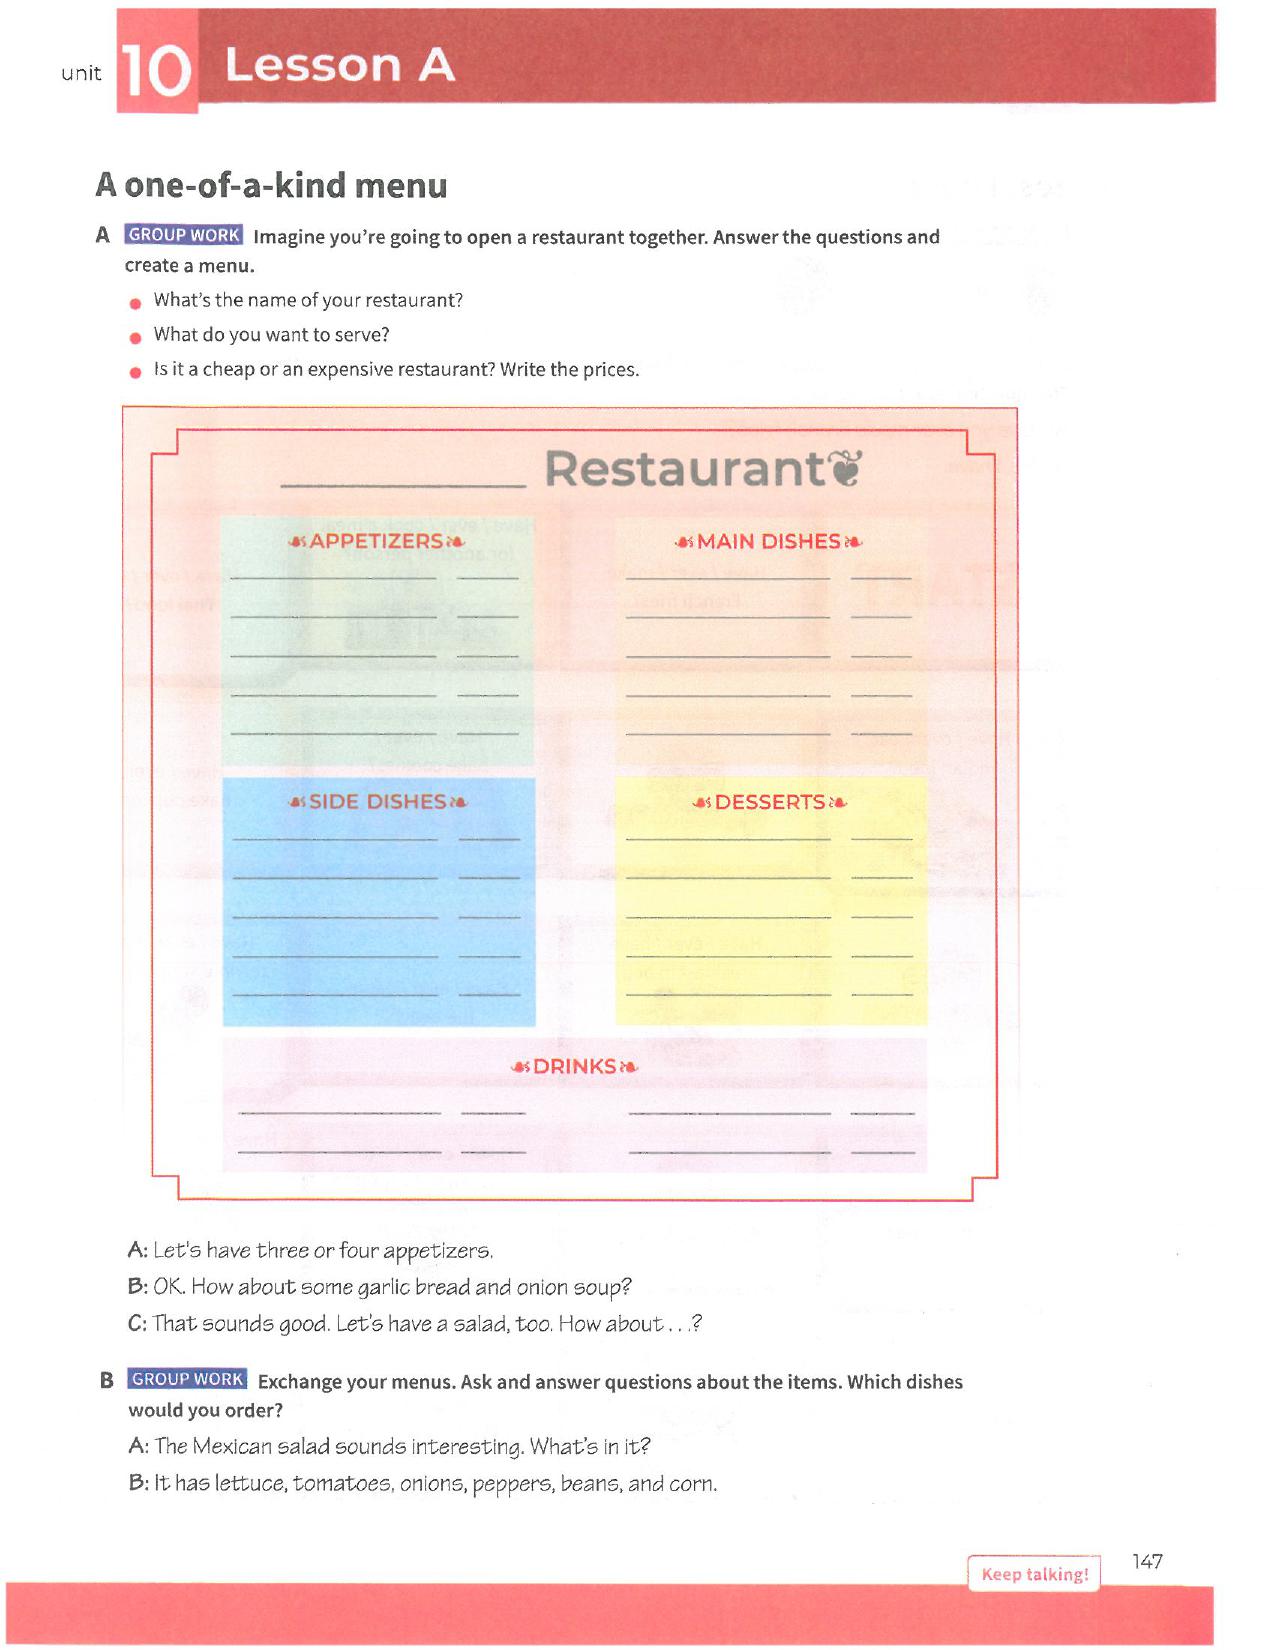 unit 10 Lesson A
A one-of-a-kind menu
A GROUP WORK Imagine you're going to open a restaurant together. Answer the questions and
create a menu.
• What's the name of your restaurant?
• What do you want to serve?
• Is it a cheap or an expensive restaurant? Write the prices.
Restaurant
APPETIZERS
MAIN DISHES
SIDE DISHES
DESSERTS
DRINKS
A: Let's have three or four appetizers.
B: OK. How about some garlic bread and onion soup?
C: That sounds good. Let's have a salad, too. How about . . .?
B GROUP WORK Exchange your menus. Ask and answer questions about the items. Which dishes
would you order?
A: The Mexican salad sounds interesting. What's in it?
B: It has lettuce, tomatoes, onions, peppers, beans, and corn.
Keep talking! 147